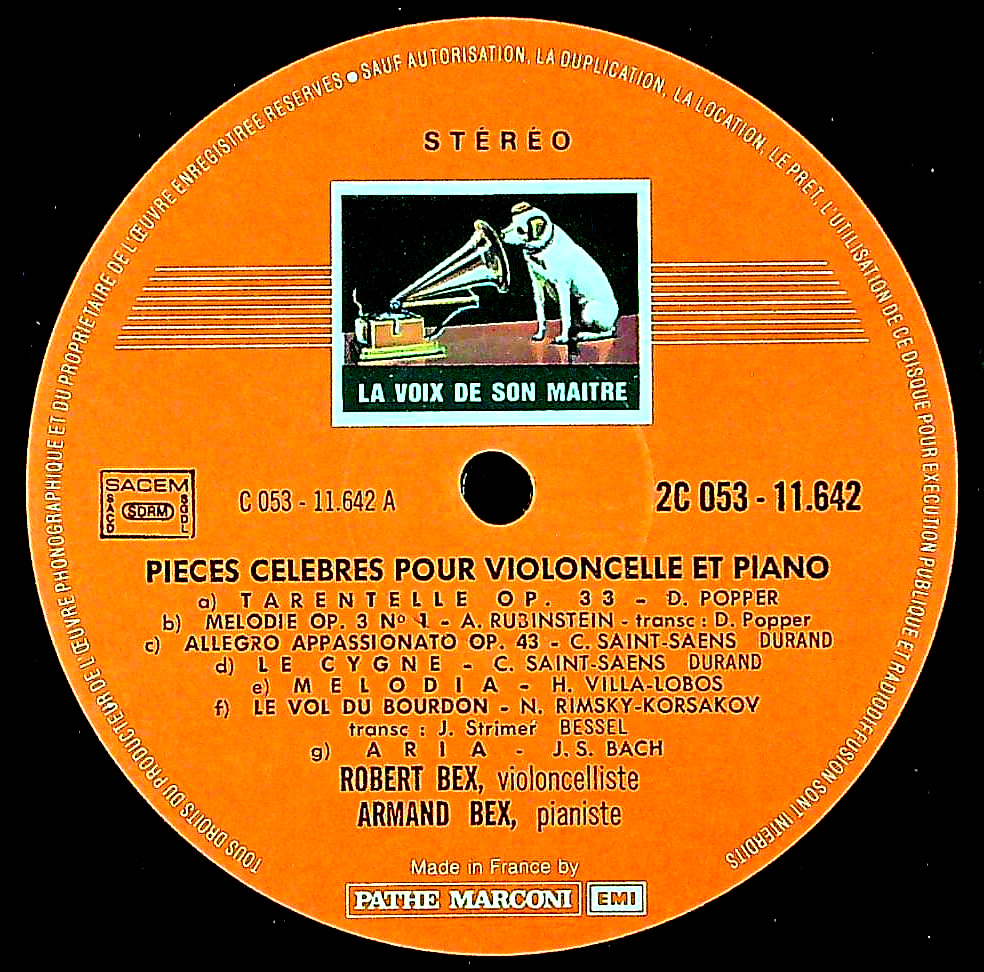 TOUS DROITS DU PRODUCTEUR DE L'ŒUVRE PHONOGRAPHIQUE ET DU PROPRIETAIRE DE L'ŒUVRE ENREGISTREE RESERVES ● SAUF AUTORISATION, LA DUPLICATION, LA LOCATION, LE PRET, L'UTILISATION DE CE DISQUE POUR EXECUTION PUBLIQUE ET RADIODIFFUSION SONT INTERDITS
STÉRÉO
LA VOIX DE SON MAITRE
SACEM
SACD
SDRM
SGDL
C 053 - 11.642 A
2C 053 - 11.642
PIECES CELEBRES POUR VIOLONCELLE ET PIANO
a) TARENTELLE OP. 33 - D. POPPER
b) MELODIE OP. 3 Nº 1 - A. RUBINSTEIN - transc : D. Popper
c) ALLEGRO APPASSIONATO OP. 43 - C. SAINT-SAENS DURAND
d) LE CYGNE - C. SAINT-SAENS DURAND
e) MELODIA - H. VILLA-LOBOS
f) LE VOL DU BOURDON - N. RIMSKY-KORSAKOV
transc : J. Strimer BESSEL
g) ARIA - J.S. BACH
ROBERT BEX, violoncelliste
ARMAND BEX, pianiste
Made in France by
PATHE MARCONI EMI